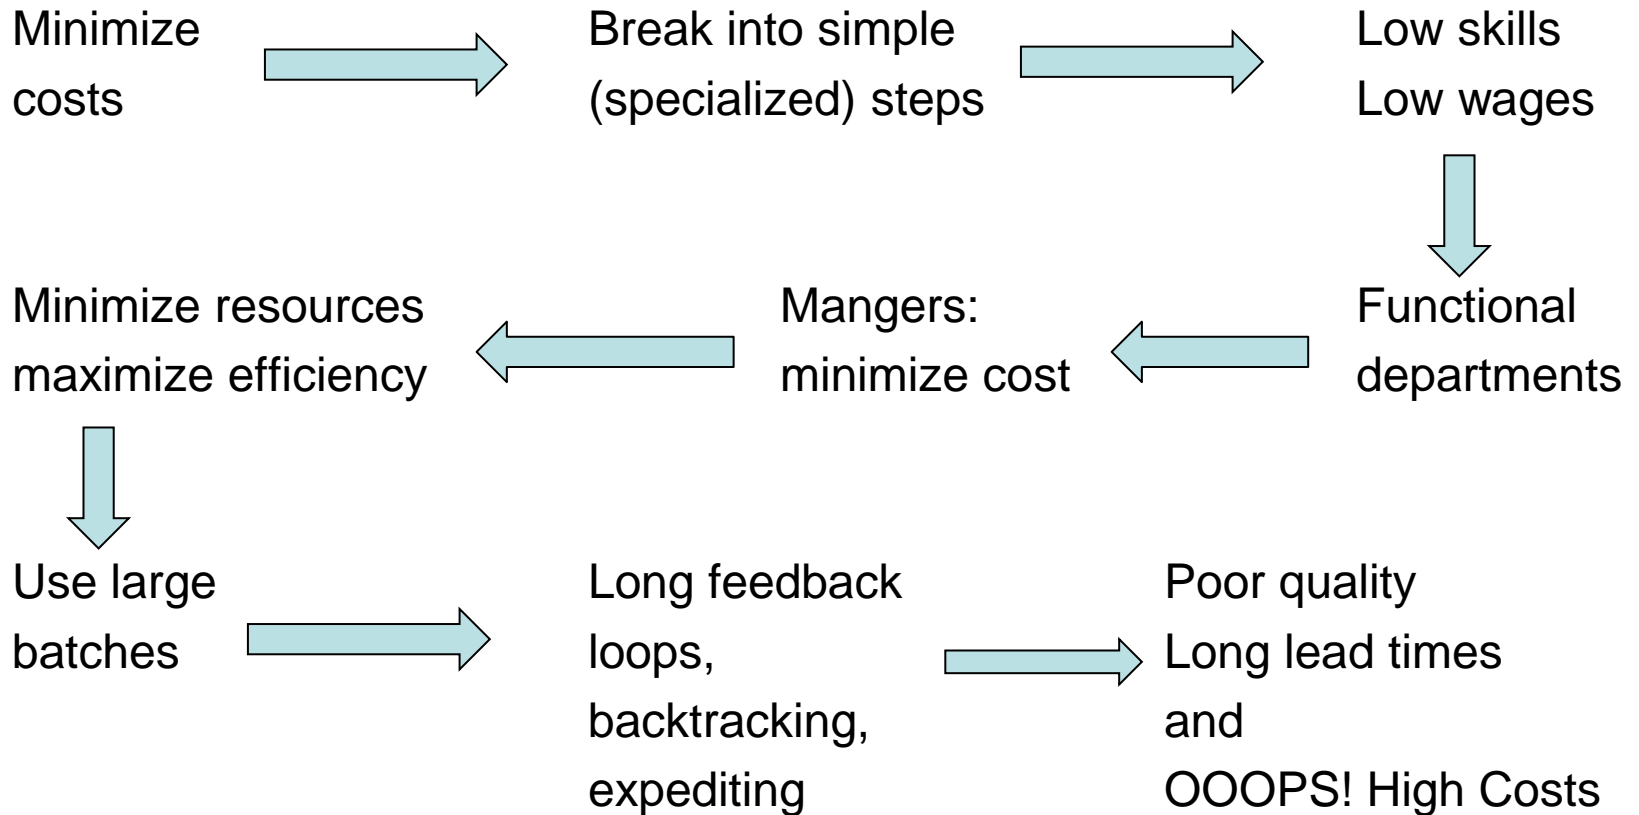 Minimize
costs
Break into simple
(specialized) steps
Low skills
Low wages
Functional
departments
Mangers:
minimize cost
Minimize resources
maximize efficiency
Use large
batches
Long feedback
loops,
backtracking,
expediting
Poor quality
Long lead times
and
OOOPS! High Costs